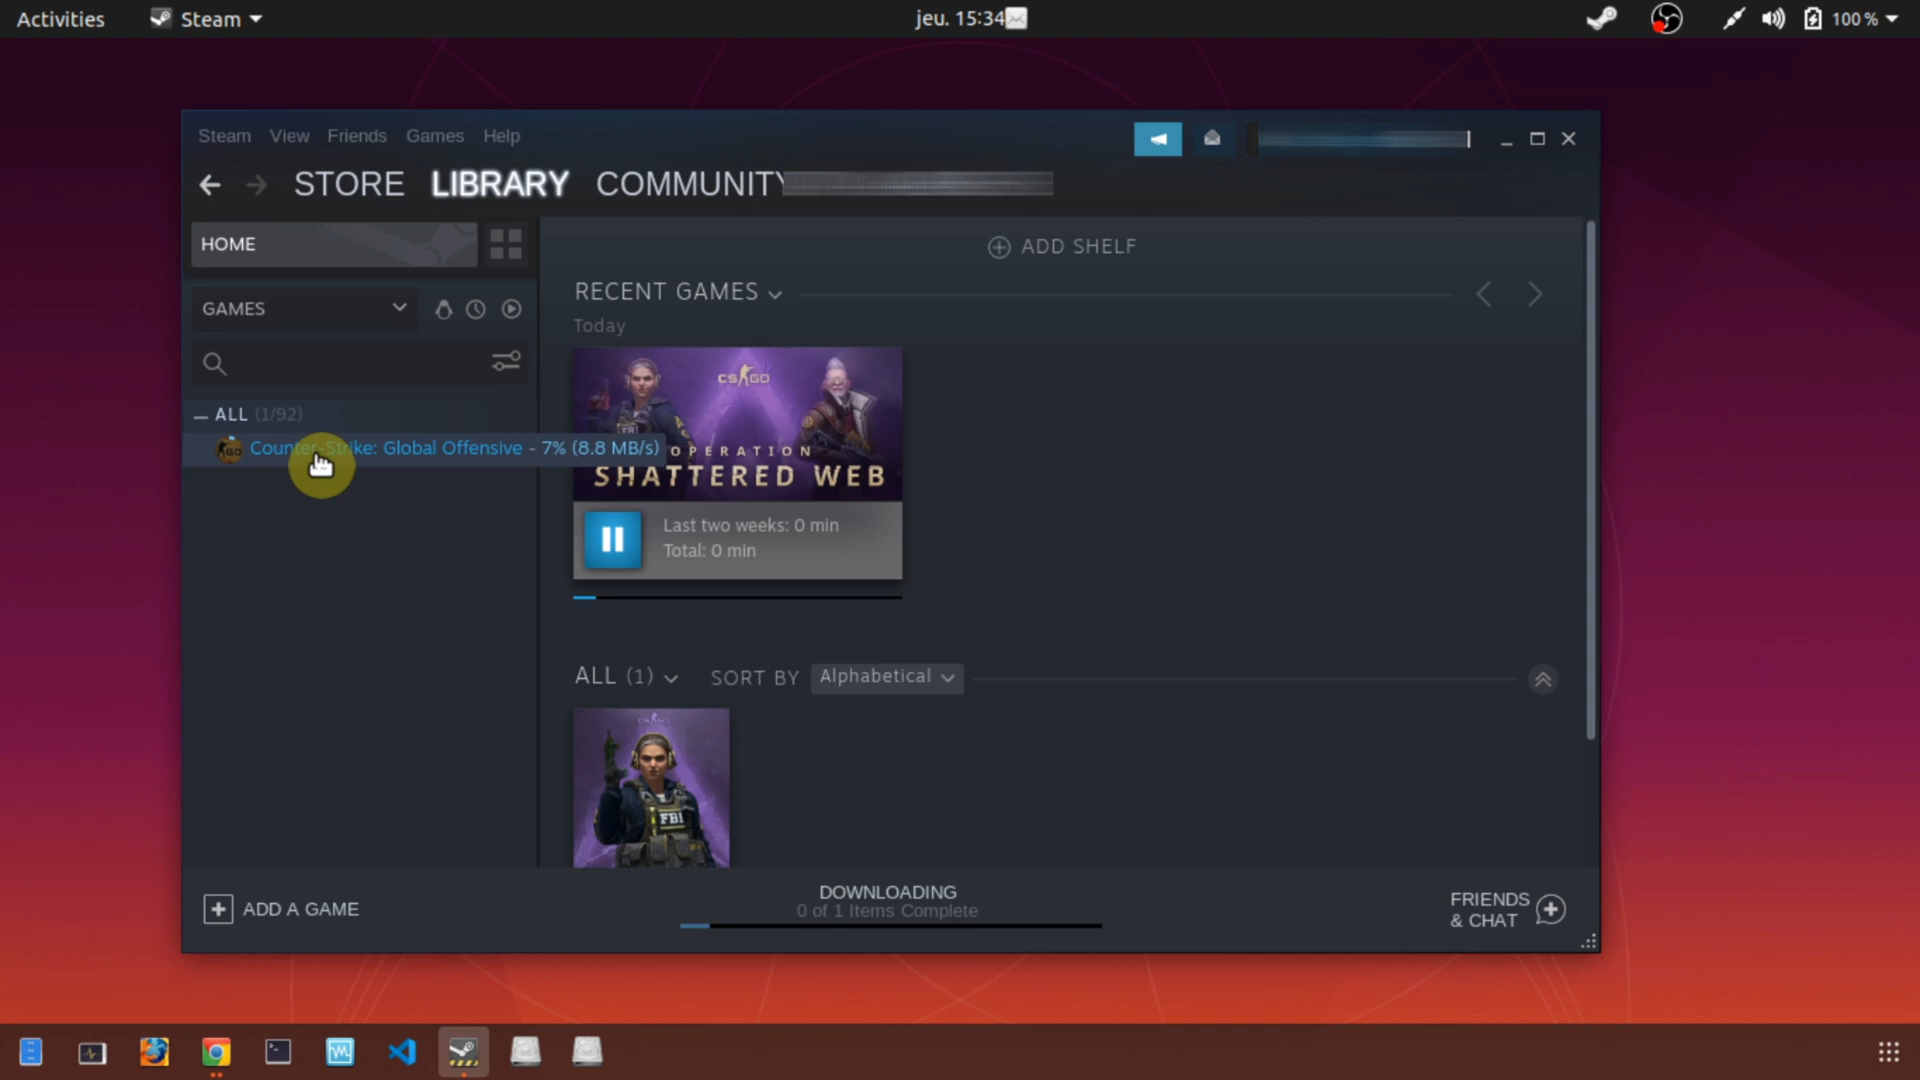 Activities Steam jeu. 15:34 100 %
Steam View Friends Games Help
STORE LIBRARY COMMUNITY
HOME
ADD SHELF
GAMES
RECENT GAMES
Today
CS GO
ALL (1/92)
Counter-Strike: Global Offensive - 7% (8.8 MB/s)
OPERATION
SHATTERED WEB
Last two weeks: 0 min
Total: 0 min
ALL (1) SORT BY Alphabetical
CS GO
FBI
ADD A GAME
DOWNLOADING
0 of 1 Items Complete
FRIENDS
& CHAT